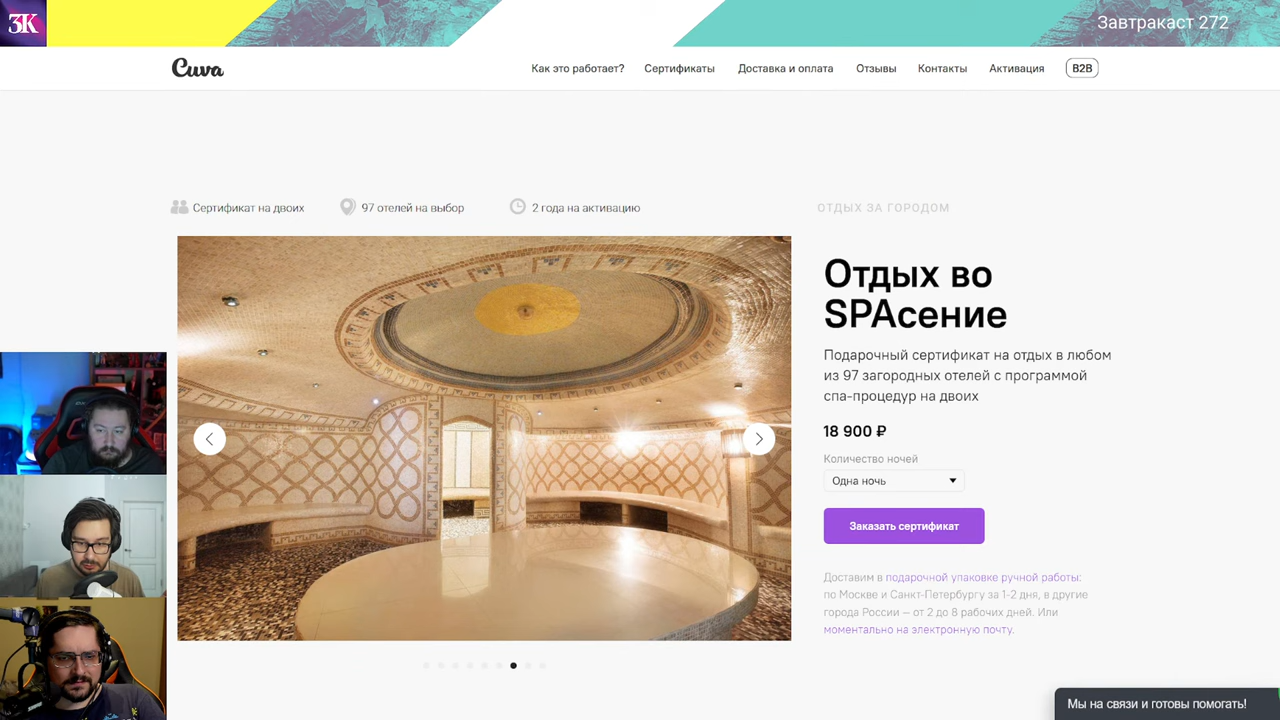 3K
Завтракаст 272
Cuva
Как это работает?
Сертификаты
Доставка и оплата
Отзывы
Контакты
Активация
B2B
Сертификат на двоих
97 отелей на выбор
2 года на активацию
ОТДЫХ ЗА ГОРОДОМ
Отдых во
SPAсение
Подарочный сертификат на отдых в любом
из 97 загородных отелей с программой
спа-процедур на двоих
18 900 ₽
Количество ночей
Одна ночь
Заказать сертификат
Доставим в подарочной упаковке ручной работы:
по Москве и Санкт-Петербургу за 1-2 дня, в другие
города России — от 2 до 8 рабочих дней. Или
моментально на электронную почту.
Мы на связи и готовы помогать!